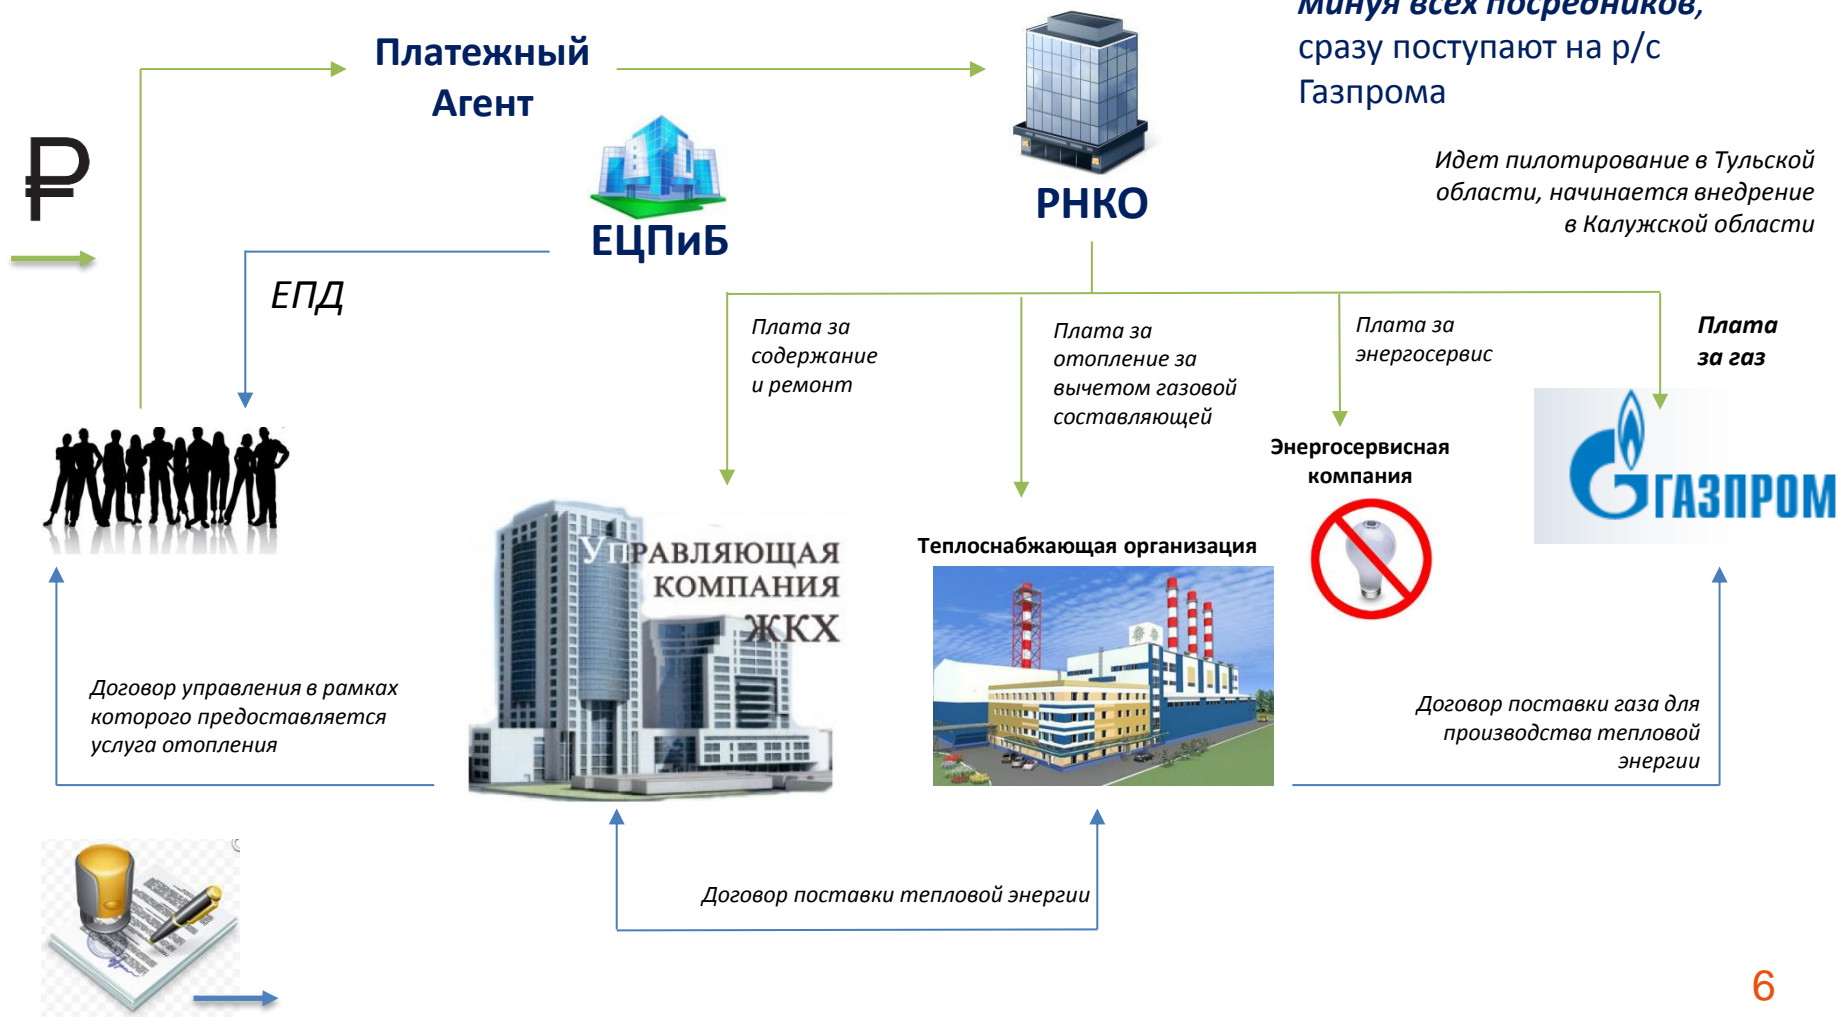 минуя всех посредников,
сразу поступают на р/с
Газпрома
Платежный
Агент
₽
РНКО
Идет пилотирование в Тульской
области, начинается внедрение
в Калужской области
ЕЦПиБ
ЕПД
Плата за
содержание
и ремонт
Плата за
отопление за
вычетом газовой
составляющей
Плата за
энергосервис
Плата
за газ
Энергосервисная
компания
ГАЗПРОМ
УПРАВЛЯЮЩАЯ
КОМПАНИЯ
ЖКХ
Теплоснабжающая организация
Договор управления в рамках
которого предоставляется
услуга отопления
Договор поставки газа для
производства тепловой
энергии
Договор поставки тепловой энергии
6